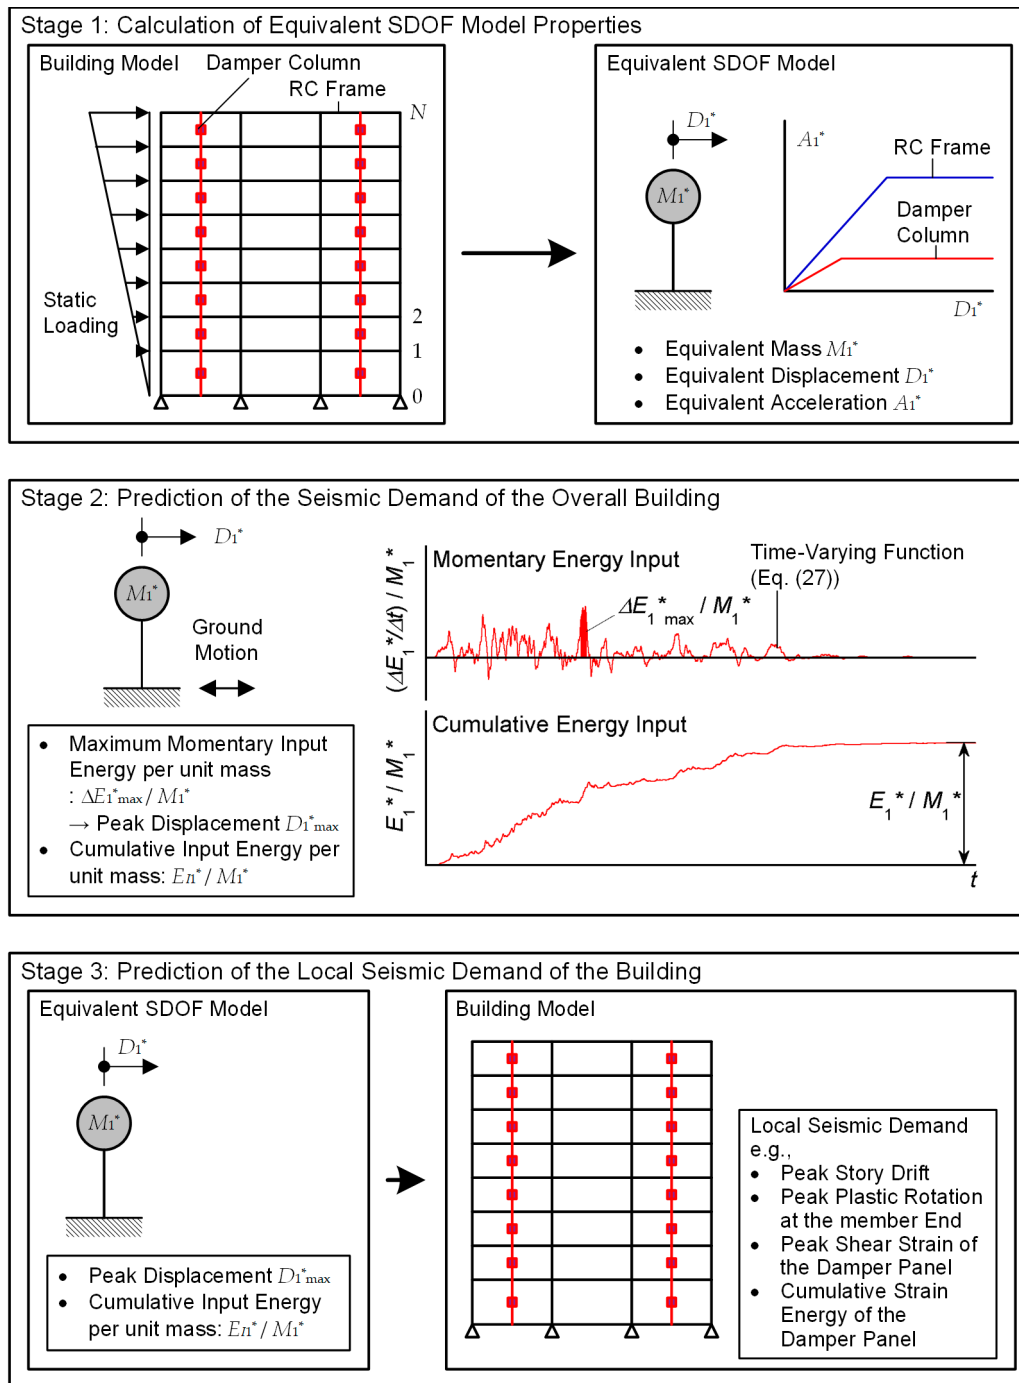 Stage 1: Calculation of Equivalent SDOF Model Properties
Building Model
Damper Column
RC Frame
N
Static
Loading
2
1
0
Equivalent SDOF Model
D1*
M1*
A1*
RC Frame
Damper
Column
D1*
• Equivalent Mass M1*
• Equivalent Displacement D1*
• Equivalent Acceleration A1*
Stage 2: Prediction of the Seismic Demand of the Overall Building
D1*
M1*
Ground
Motion
• Maximum Momentary Input
Energy per unit mass
: ΔE1*max / M1*
→ Peak Displacement D1*max
• Cumulative Input Energy per
unit mass: EI1* / M1*
(ΔE1*/Δt) / M1*
Momentary Energy Input
Time-Varying Function
(Eq. (27))
ΔE1*max / M1*
E1* / M1*
Cumulative Energy Input
E1* / M1*
t
Stage 3: Prediction of the Local Seismic Demand of the Building
Equivalent SDOF Model
D1*
M1*
• Peak Displacement D1*max
• Cumulative Input Energy
per unit mass: EI1* / M1*
Building Model
Local Seismic Demand
e.g.,
• Peak Story Drift
• Peak Plastic Rotation
at the member End
• Peak Shear Strain of
the Damper Panel
• Cumulative Strain
Energy of the
Damper Panel